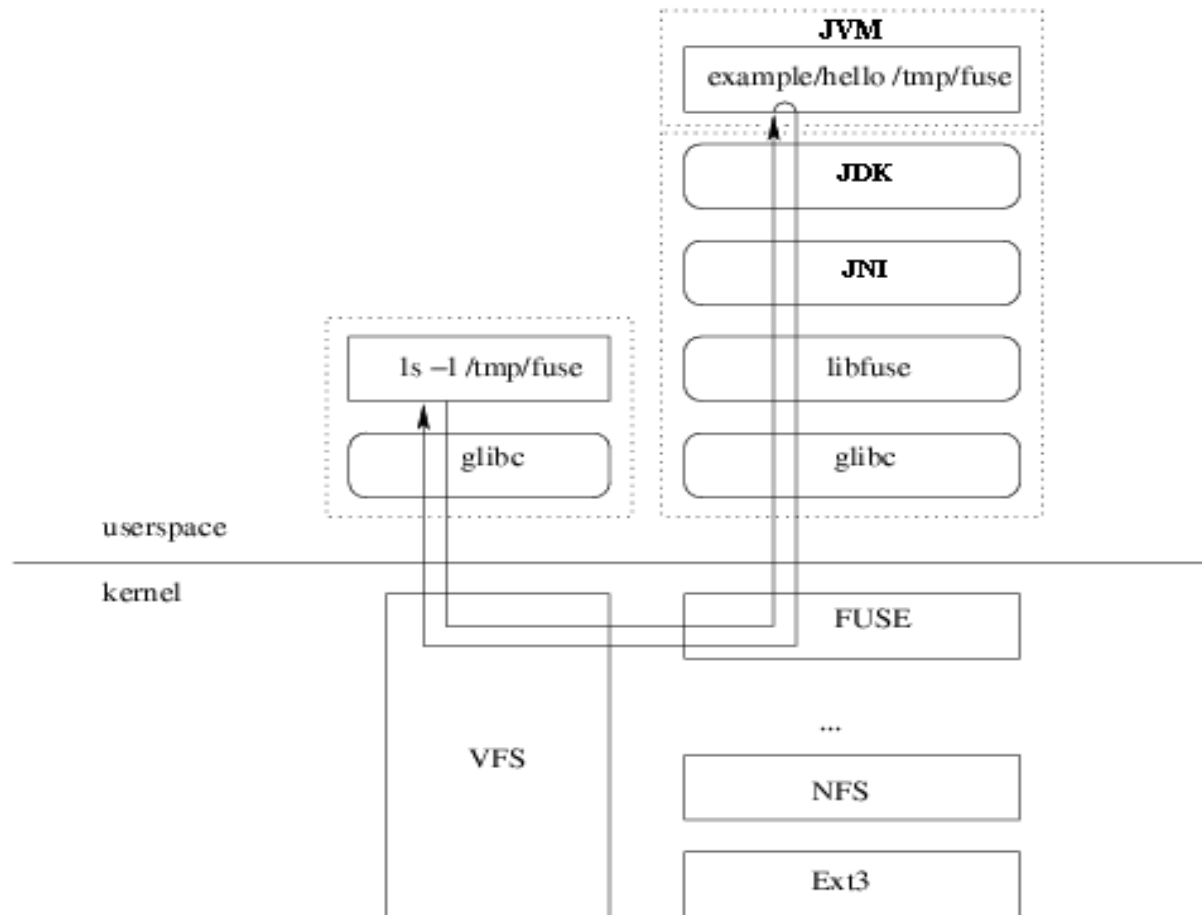 JVM
example/hello /tmp/fuse
JDK
JNI
ls −l /tmp/fuse
libfuse
glibc
glibc
userspace
kernel
FUSE
VFS
...
NFS
Ext3